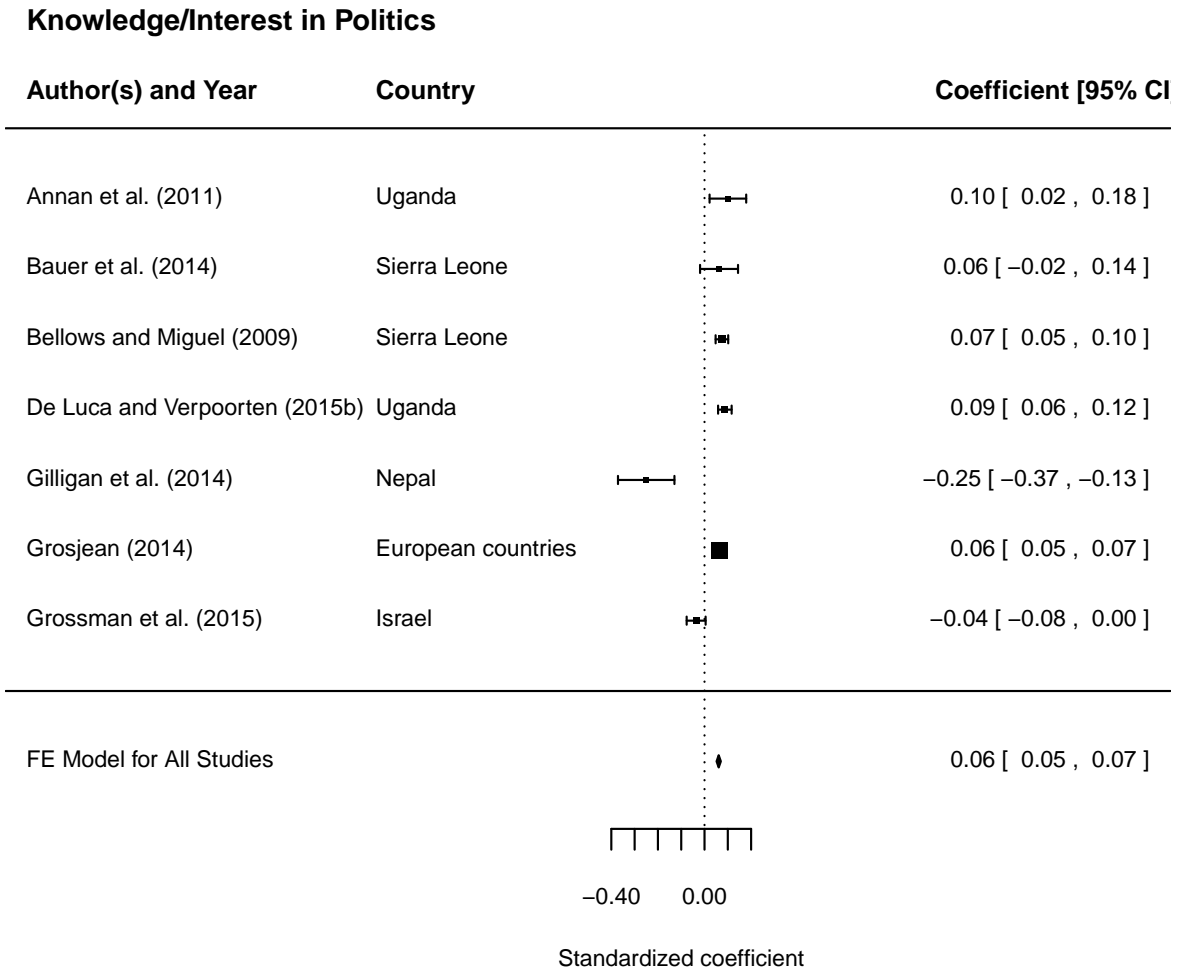 Knowledge/Interest in Politics
Author(s) and Year Country Coefficient [95% CI
Annan et al. (2011) Uganda 0.10 [ 0.02 , 0.18 ]
Bauer et al. (2014) Sierra Leone 0.06 [ −0.02 , 0.14 ]
Bellows and Miguel (2009) Sierra Leone 0.07 [ 0.05 , 0.10 ]
De Luca and Verpoorten (2015b) Uganda 0.09 [ 0.06 , 0.12 ]
Gilligan et al. (2014) Nepal −0.25 [ −0.37 , −0.13 ]
Grosjean (2014) European countries 0.06 [ 0.05 , 0.07 ]
Grossman et al. (2015) Israel −0.04 [ −0.08 , 0.00 ]
FE Model for All Studies 0.06 [ 0.05 , 0.07 ]
−0.40 0.00
Standardized coefficient